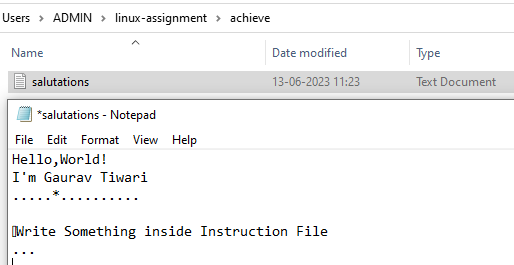 Users > ADMIN > linux-assignment > achieve
Name Date modified Type
salutations 13-06-2023 11:23 Text Document
*salutations - Notepad
File Edit Format View Help
Hello,World!
I'm Gaurav Tiwari
.....*..........
▯Write Something inside Instruction File
...